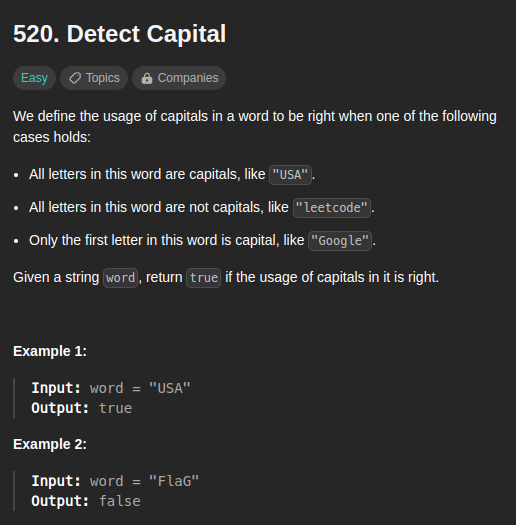 520. Detect Capital
Easy Topics Companies
We define the usage of capitals in a word to be right when one of the following
cases holds:
• All letters in this word are capitals, like "USA".
• All letters in this word are not capitals, like "leetcode".
• Only the first letter in this word is capital, like "Google".
Given a string word, return true if the usage of capitals in it is right.
Example 1:
Input: word = "USA"
Output: true
Example 2:
Input: word = "FlaG"
Output: false